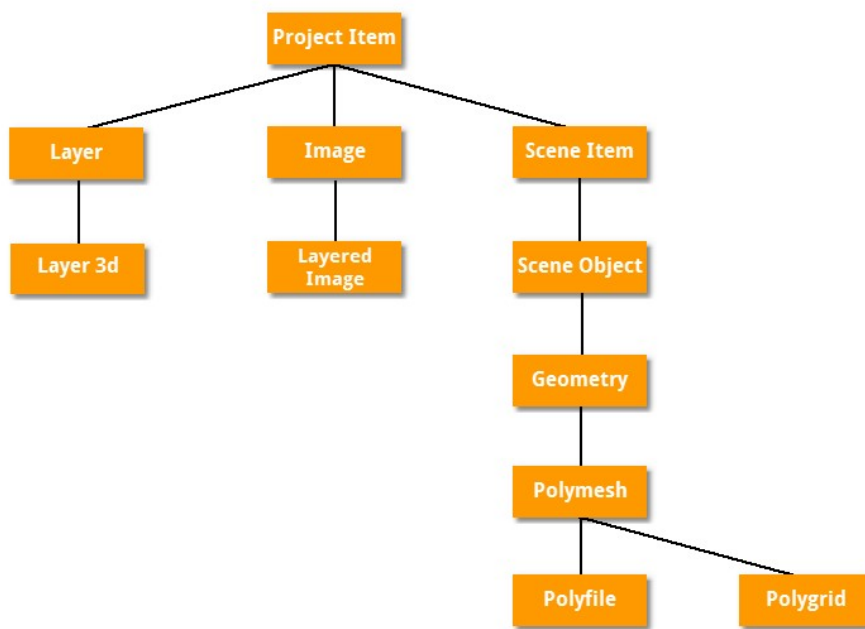 Project Item
Layer
Image
Scene Item
Layer 3d
Layered
Image
Scene Object
Geometry
Polymesh
Polyfile
Polygrid